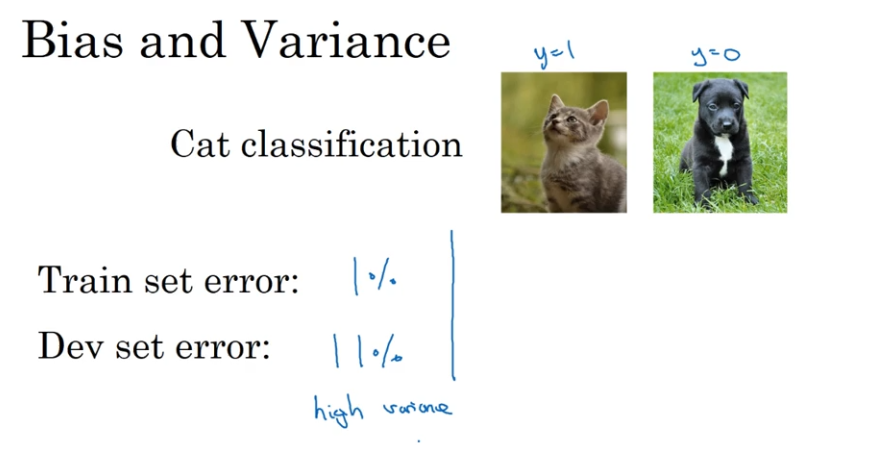 Bias and Variance
y=1
y=0
Cat classification
Train set error: 1%
Dev set error: 11%
high variance